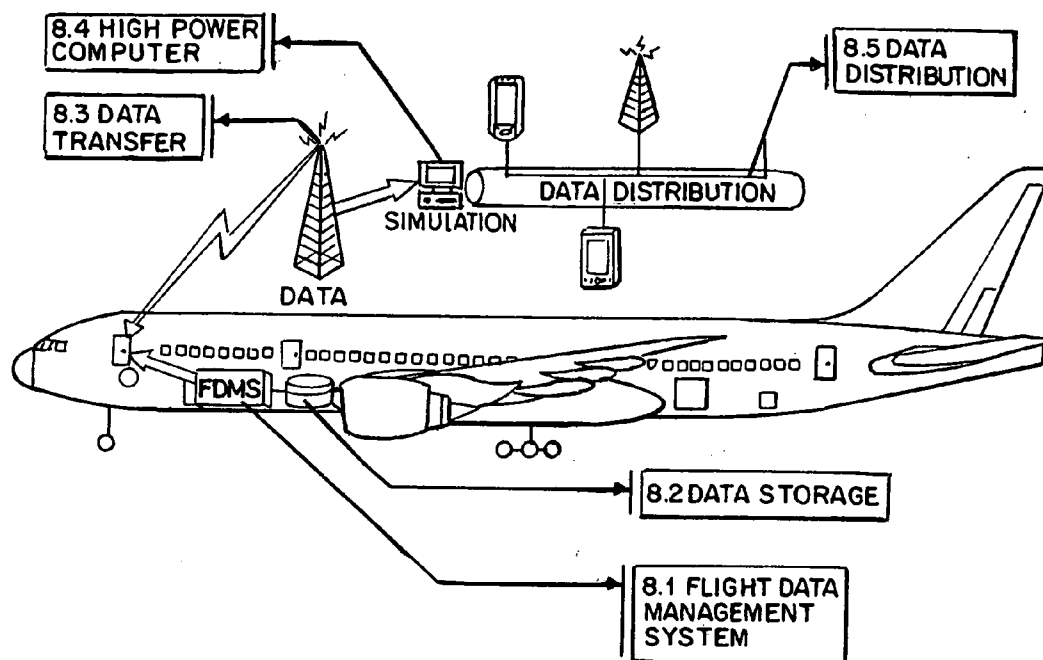 8.4 HIGH POWER
COMPUTER
8.5 DATA
DISTRIBUTION
8.3 DATA
TRANSFER
DATA DISTRIBUTION
SIMULATION
DATA
FDMS
8.2 DATA STORAGE
8.1 FLIGHT DATA
MANAGEMENT
SYSTEM